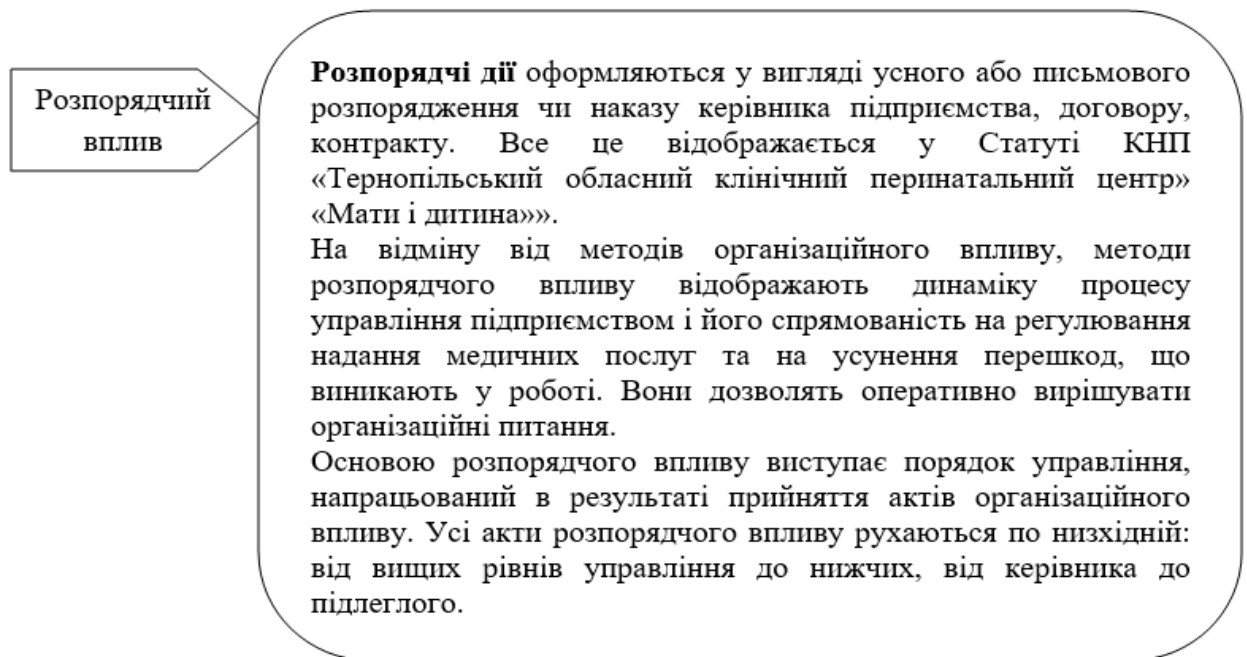 Розпорядчий
вплив
Розпорядчі дії оформляються у вигляді усного або письмового
розпорядження чи наказу керівника підприємства, договору,
контракту. Все це відображається у Статуті КНП
«Тернопільський обласний клінічний перинатальний центр»
«Мати і дитина»».
На відміну від методів організаційного впливу, методи
розпорядчого впливу відображають динаміку процесу
управління підприємством і його спрямованість на регулювання
надання медичних послуг та на усунення перешкод, що
виникають у роботі. Вони дозволять оперативно вирішувати
організаційні питання.
Основою розпорядчого впливу виступає порядок управління,
напрацьований в результаті прийняття актів організаційного
впливу. Усі акти розпорядчого впливу рухаються по низхідній:
від вищих рівнів управління до нижчих, від керівника до
підлеглого.